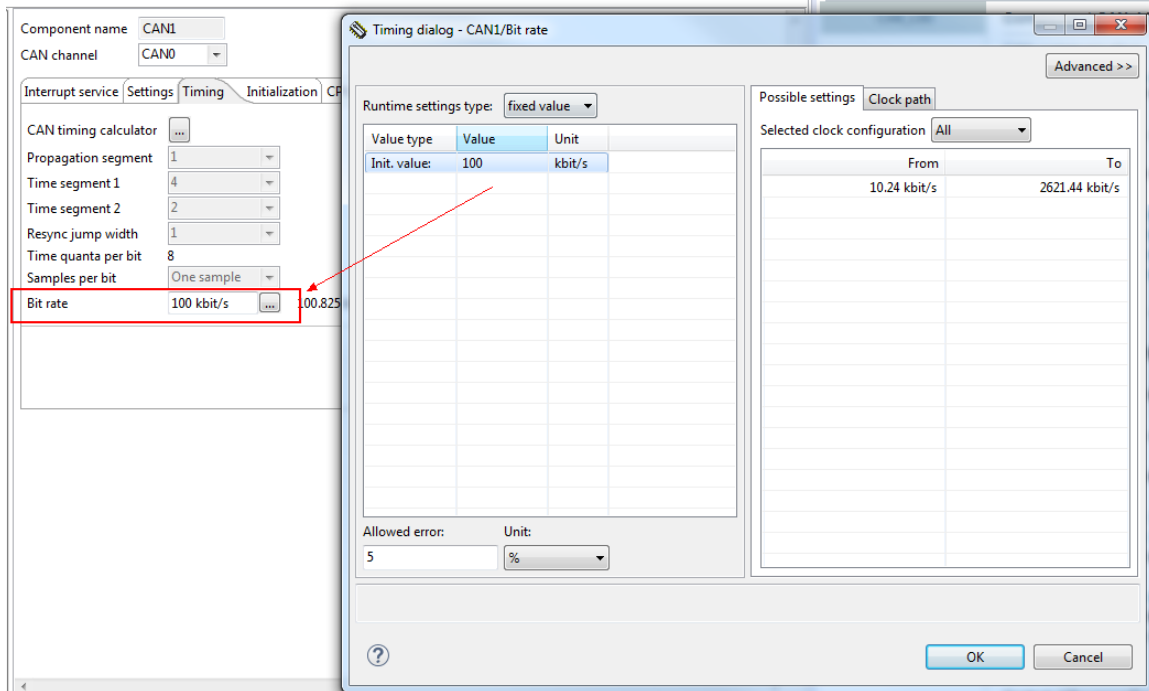 Component name CAN1
CAN channel CAN0
Interrupt service Settings Timing Initialization
CAN timing calculator ...
Propagation segment 1
Time segment 1 4
Time segment 2 2
Resync jump width 1
Time quanta per bit 8
Samples per bit One sample
Bit rate 100 kbit/s ... 100.825
Timing dialog - CAN1/Bit rate
Advanced >>
Runtime settings type: fixed value
Value type Value Unit
Init. value: 100 kbit/s
Allowed error: Unit:
5 %
Possible settings Clock path
Selected clock configuration All
From To
10.24 kbit/s 2621.44 kbit/s
?
OK Cancel